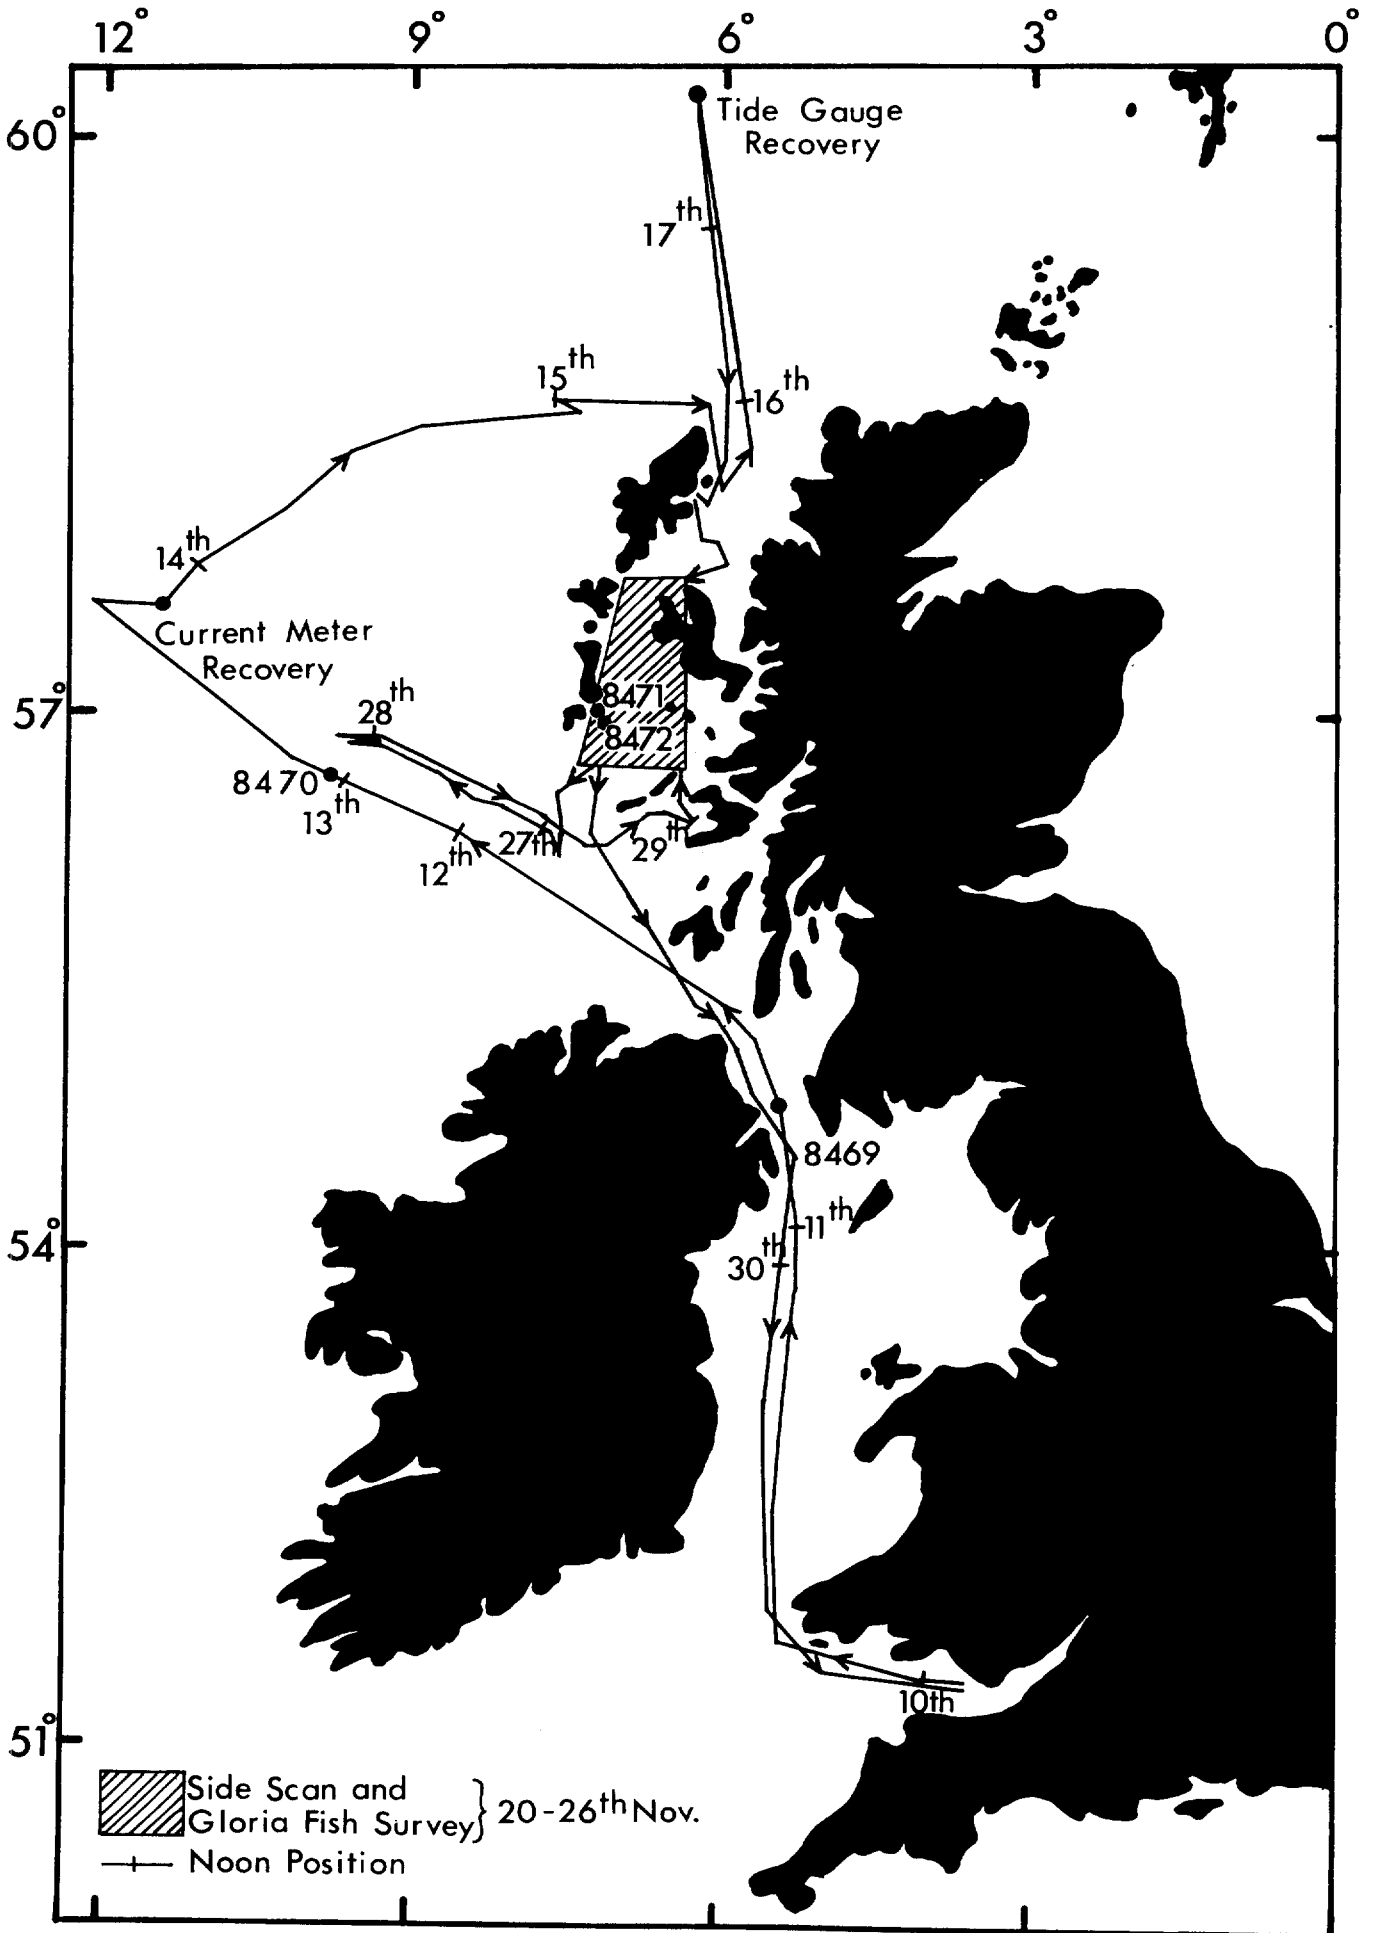 12° 9° 6° 3° 0°
Tide Gauge
Recovery
60°
17th
15th
16th
14th
Current Meter
Recovery
57°
28th
8471
8472
8470
13th
12th
27th
29th
8469
11th
54°
30th
10th
51°
Side Scan and
Gloria Fish Survey} 20-26th Nov.
Noon Position